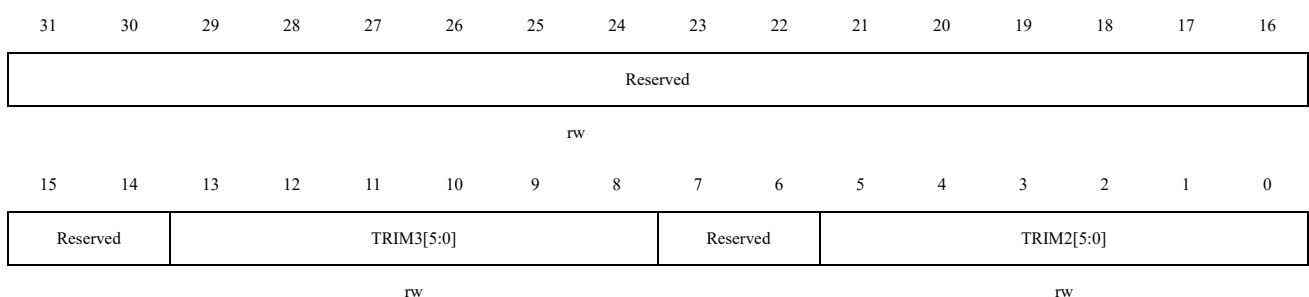 31 30 29 28 27 26 25 24 23 22 21 20 19 18 17 16
Reserved
rw
15 14 13 12 11 10 9 8 7 6 5 4 3 2 1 0
Reserved TRIM3[5:0] Reserved TRIM2[5:0]
rw rw